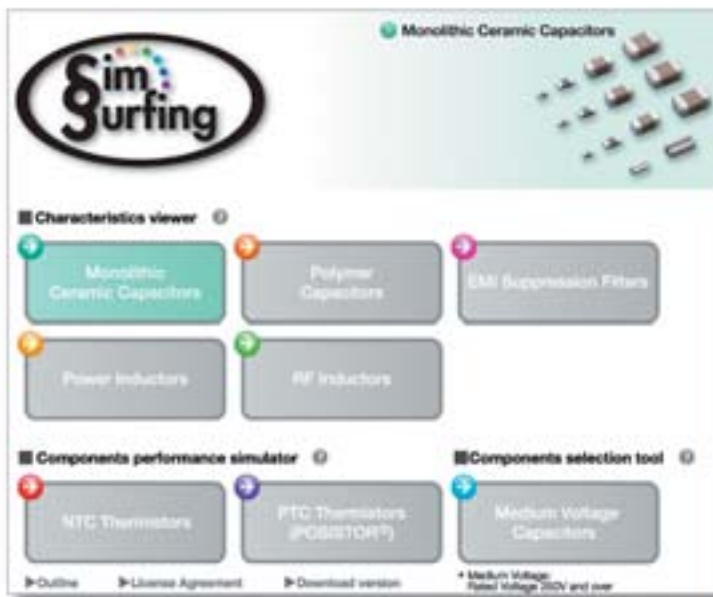 Sim
Surfing
Monolithic Ceramic Capacitors
Characteristics viewer ?
Monolithic
Ceramic Capacitors
Polymer
Capacitors
EMI Suppression Filters
Power Inductors
RF Inductors
Components performance simulator ?
Components selection tool ?
NTC Thermistors
PTC Thermistors
(POSISTOR®)
Medium Voltage
Capacitors
Outline
License Agreement
Download version
* Medium Voltage:
Rated Voltage 250V and over